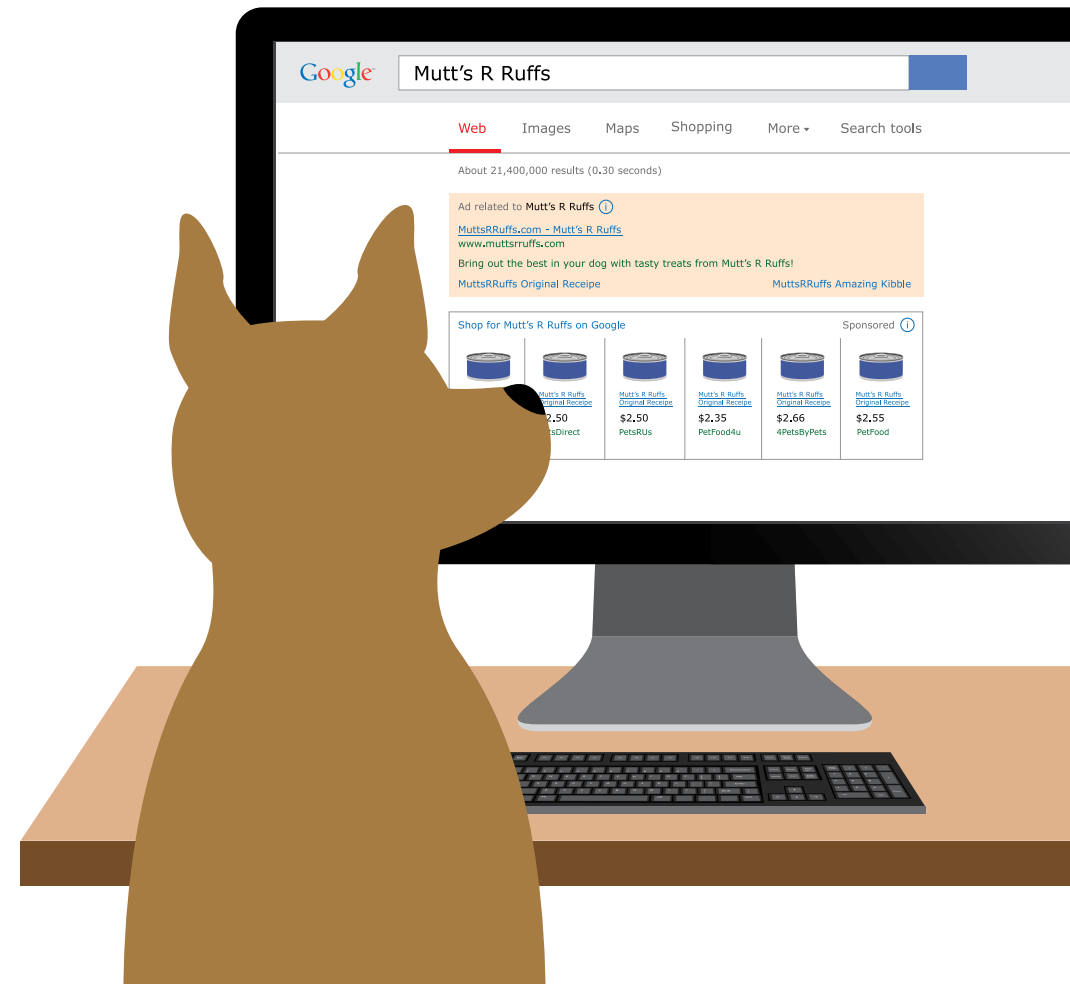 Google
Mutt's R Ruffs
Web Images Maps Shopping More Search tools
About 21,400,000 results (0.30 seconds)
Ad related to Mutt's R Ruffs i
MuttsRRuffs.com - Mutt's R Ruffs
www.muttsrruffs.com
Bring out the best in your dog with tasty treats from Mutt's R Ruffs!
MuttsRRuffs Original Receipe MuttsRRuffs Amazing Kibble
Shop for Mutt's R Ruffs on Google Sponsored i
Mutt's R Ruffs Mutt's R Ruffs Mutt's R Ruffs Mutt's R Ruffs Mutt's R Ruffs
Original Receipe Original Receipe Original Receipe Original Receipe Original Receipe
2.50 $2.50 $2.35 $2.66 $2.55
tsDirect PetsRUs PetFood4u 4PetsByPets PetFood